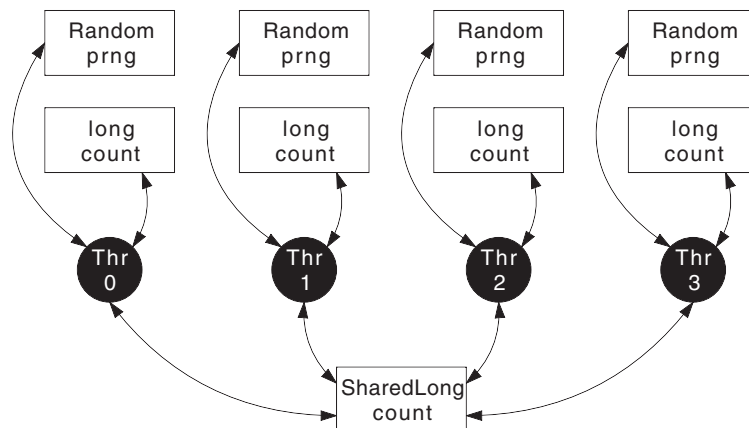 Random
prng
Random
prng
Random
prng
Random
prng
long
count
long
count
long
count
long
count
Thr
0
Thr
1
Thr
2
Thr
3
SharedLong
count